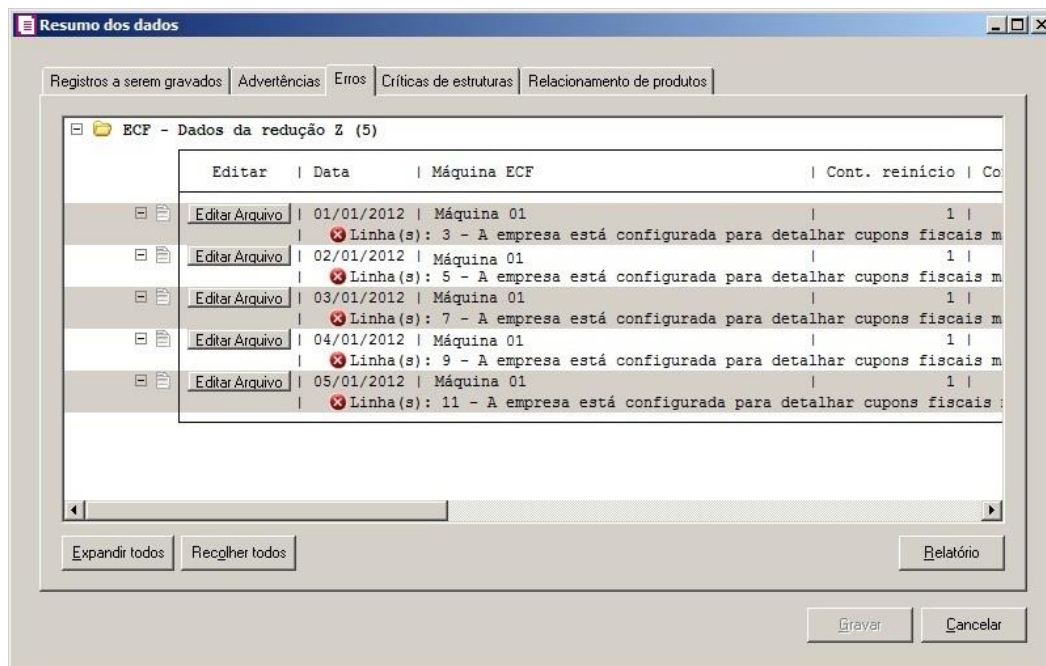 Resumo dos dados
Registros a serem gravados Advertências Erros Críticas de estruturas Relacionamento de produtos
ECF - Dados da redução Z (5)
Editar | Data | Máquina ECF | Cont. reinício | Co
Editar Arquivo | 01/01/2012 | Máquina 01 | 1 |
| Linha(s): 3 - A empresa está configurada para detalhar cupons fiscais m
Editar Arquivo | 02/01/2012 | Máquina 01 | 1 |
| Linha(s): 5 - A empresa está configurada para detalhar cupons fiscais m
Editar Arquivo | 03/01/2012 | Máquina 01 | 1 |
| Linha(s): 7 - A empresa está configurada para detalhar cupons fiscais m
Editar Arquivo | 04/01/2012 | Máquina 01 | 1 |
| Linha(s): 9 - A empresa está configurada para detalhar cupons fiscais m
Editar Arquivo | 05/01/2012 | Máquina 01 | 1 |
| Linha(s): 11 - A empresa está configurada para detalhar cupons fiscais
Expandir todos Recolher todos Relatório
Gravar Cancelar